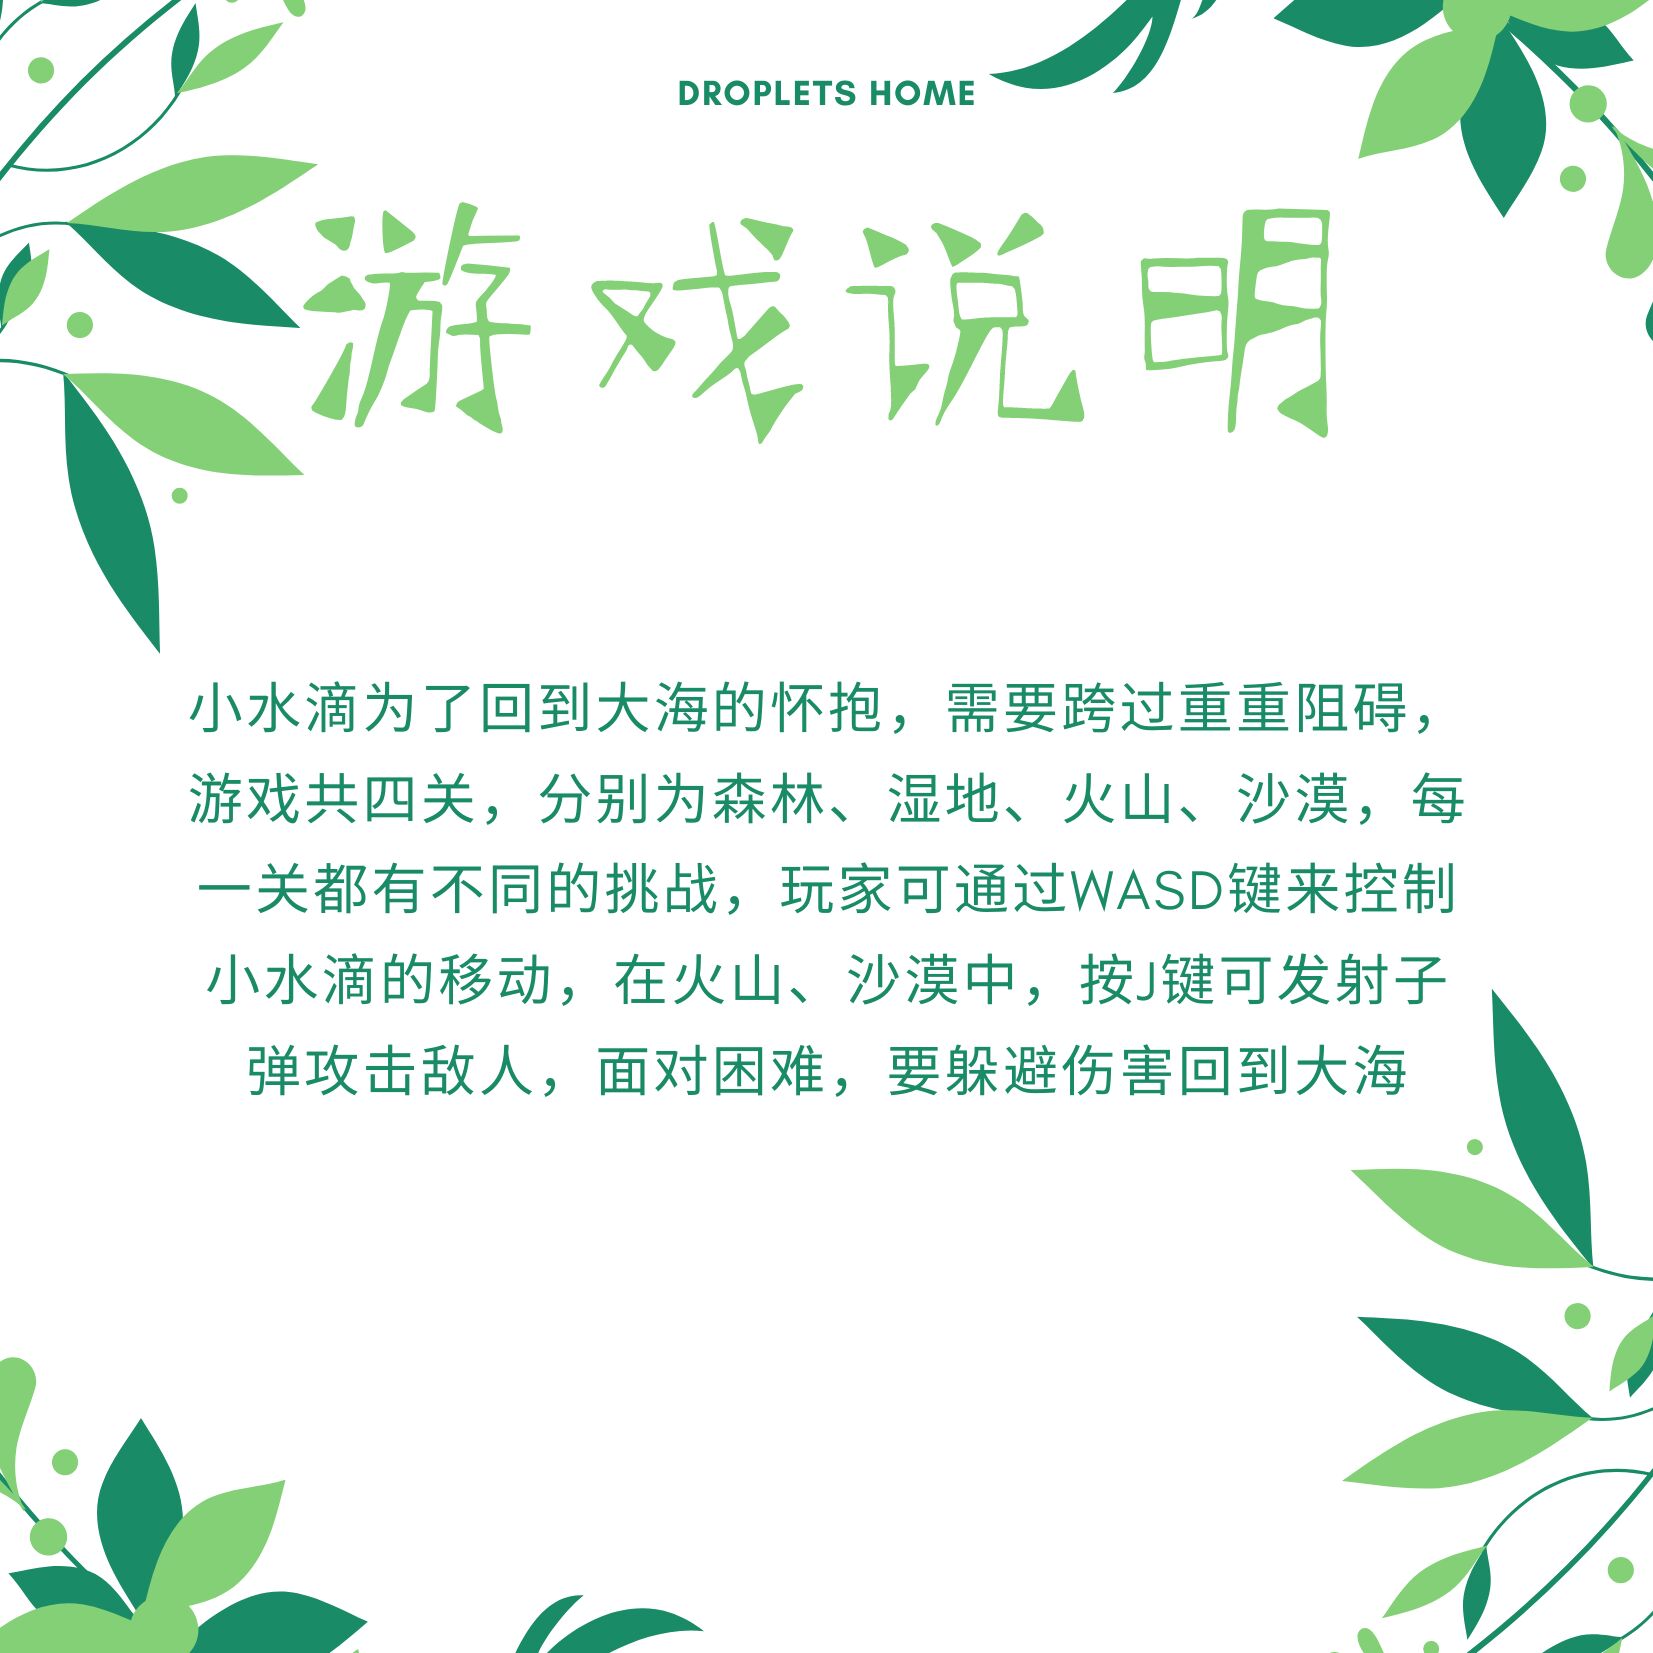 DROPLETS HOME
游戏说明
小水滴为了回到大海的怀抱，需要跨过重重阻碍，
游戏共四关，分别为森林、湿地、火山、沙漠，每
一关都有不同的挑战，玩家可通过WASD键来控制
小水滴的移动，在火山、沙漠中，按J键可发射子
弹攻击敌人，面对困难，要躲避伤害回到大海